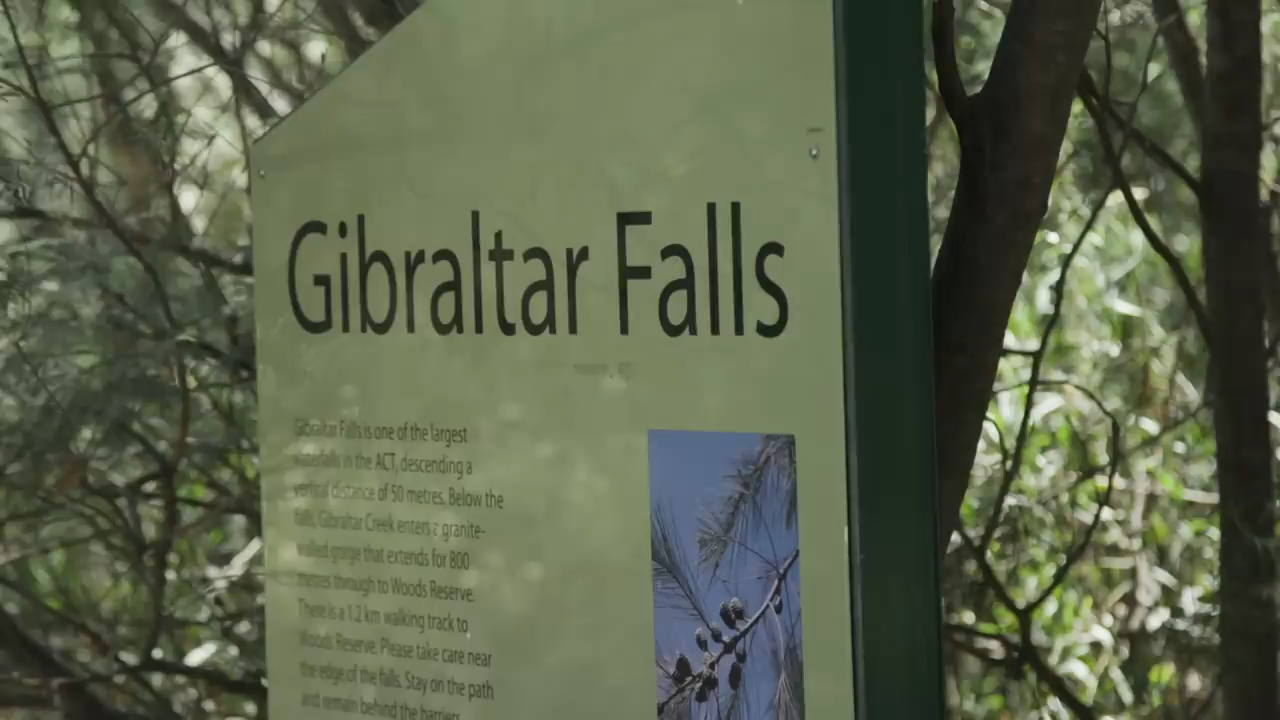 Gibraltar Falls
Gibraltar Falls is one of the largest
waterfalls in the ACT, descending a
vertical distance of 50 metres. Below the
falls, Gibraltar Creek enters a granite-
walled gorge that extends for 800
metres through to Woods Reserve.
There is a 1.2 km walking track to
Woods Reserve. Please take care near
the edge of the falls. Stay on the path
and remain behind the barriers